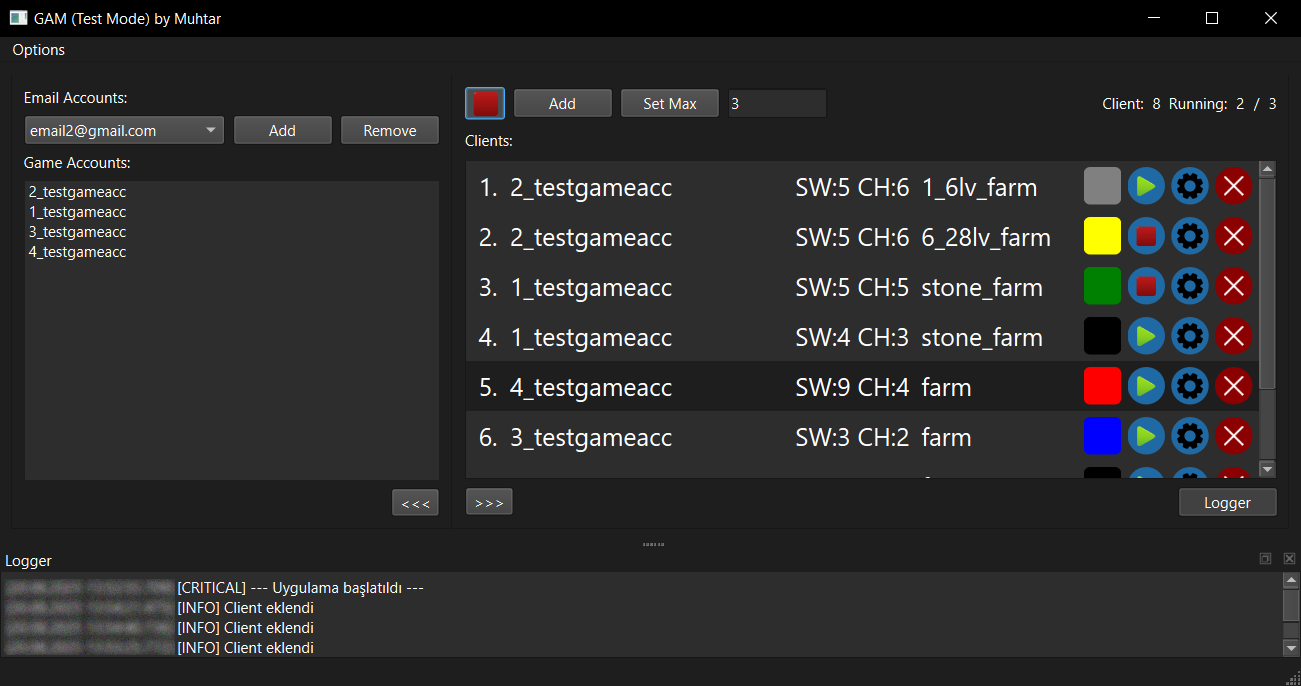 GAM (Test Mode) by Muhtar
Options
Email Accounts:
email2@gmail.com Add Remove
Game Accounts:
2_testgameacc
1_testgameacc
3_testgameacc
4_testgameacc
<<<
Add Set Max 3 Client: 8 Running: 2 / 3
Clients:
1. 2_testgameacc SW:5 CH:6 1_6lv_farm
2. 2_testgameacc SW:5 CH:6 6_28lv_farm
3. 1_testgameacc SW:5 CH:5 stone_farm
4. 1_testgameacc SW:4 CH:3 stone_farm
5. 4_testgameacc SW:9 CH:4 farm
6. 3_testgameacc SW:3 CH:2 farm
>>> Logger
Logger
[CRITICAL] --- Uygulama başlatıldı ---
[INFO] Client eklendi
[INFO] Client eklendi
[INFO] Client eklendi